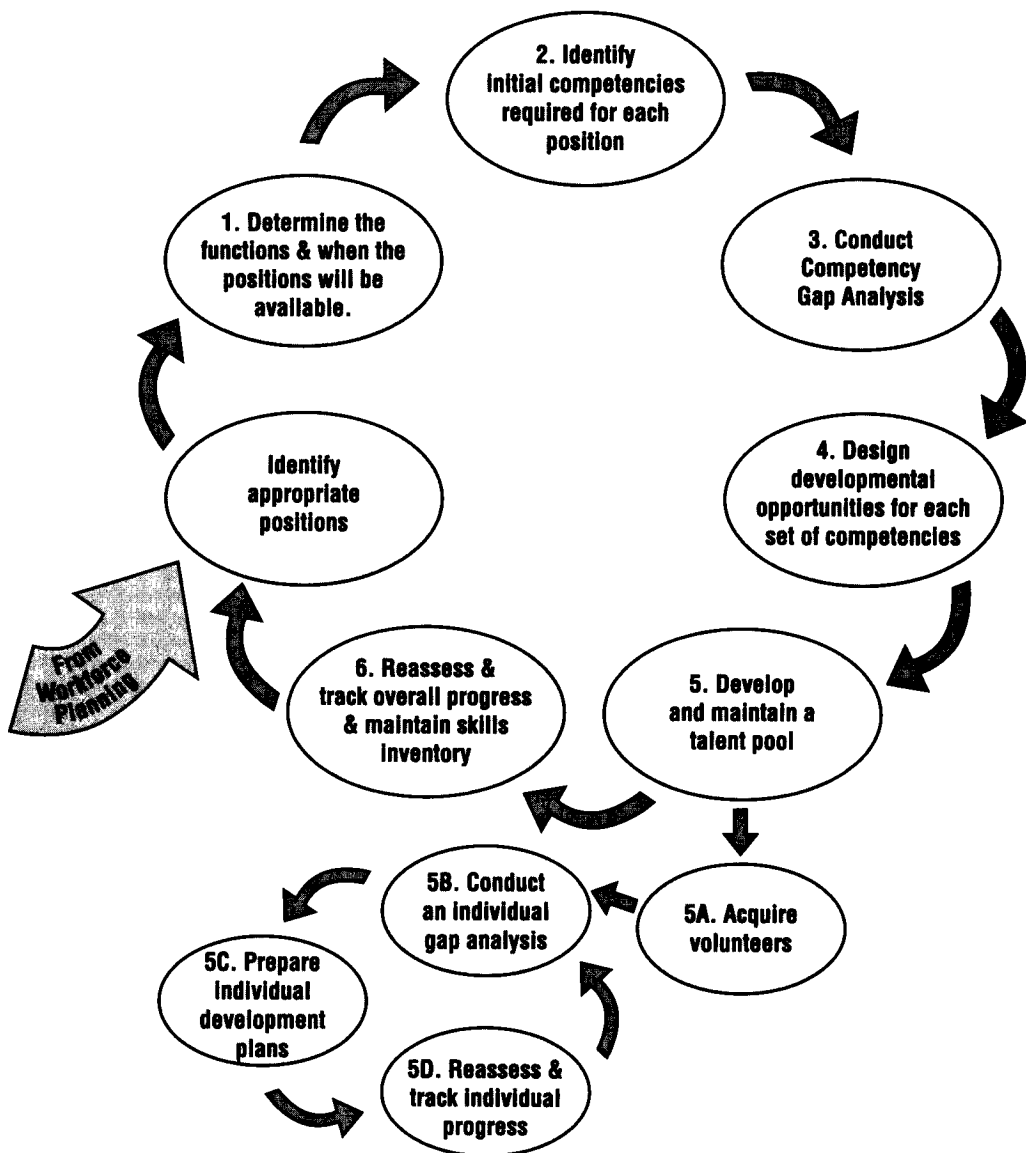 2. Identify
initial competencies
required for each
position
1. Determine the
functions & when the
positions will be
available.
3. Conduct
Competency
Gap Analysis
Identify
appropriate
positions
4. Design
developmental
opportunities for each
set of competencies
From
Workforce
Planning
6. Reassess &
track overall progress
& maintain skills
inventory
5. Develop
and maintain a
talent pool
5B. Conduct
an individual
gap analysis
5A. Acquire
volunteers
5C. Prepare
individual
development
plans
5D. Reassess &
track individual
progress